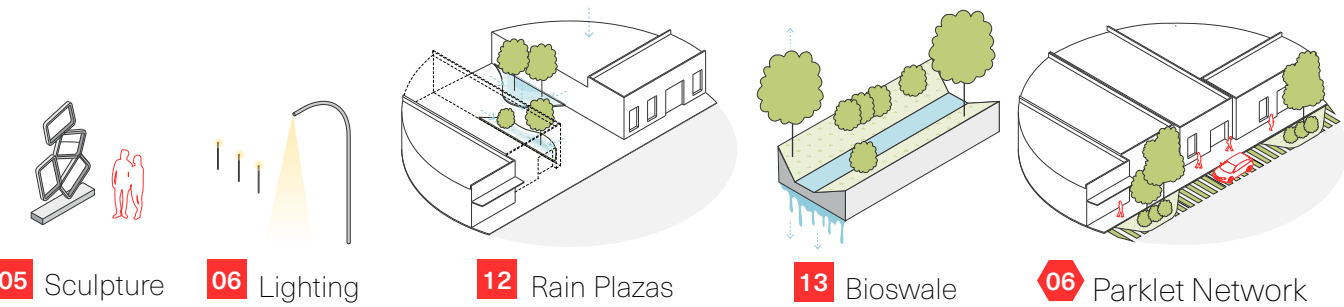 05 Sculpture
06 Lighting
12 Rain Plazas
13 Bioswale
06 Parklet Network